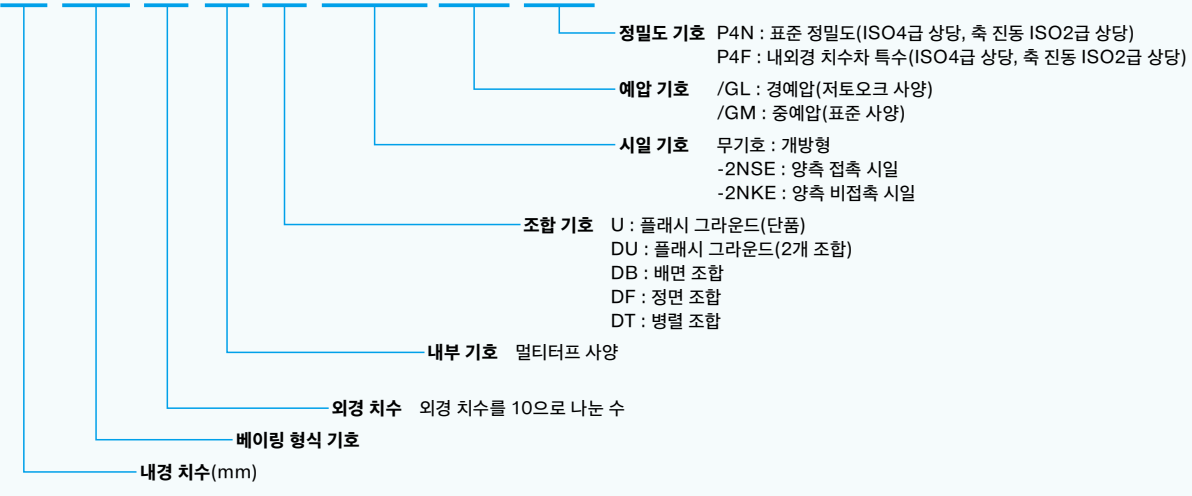 정밀도 기호 P4N : 표준 정밀도(ISO4급 상당, 축 진동 ISO2급 상당)
P4F : 내외경 치수차 특수(ISO4급 상당, 축 진동 ISO2급 상당)
예압 기호 /GL : 경예압(저토오크 사양)
/GM : 중예압(표준 사양)
시일 기호 무기호 : 개방형
-2NSE : 양측 접촉 시일
-2NKE : 양측 비접촉 시일
조합 기호 U : 플래시 그라운드(단품)
DU : 플래시 그라운드(2개 조합)
DB : 배면 조합
DF : 정면 조합
DT : 병렬 조합
내부 기호 멀티터프 사양
외경 치수 외경 치수를 10으로 나눈 수
베이링 형식 기호
내경 치수(mm)